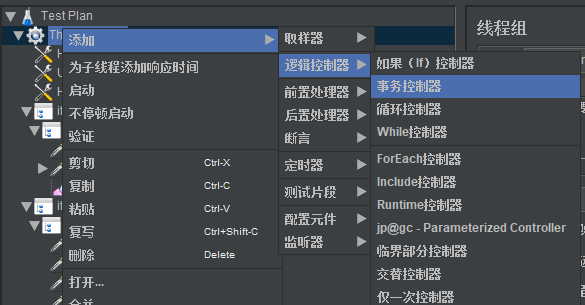 Test Plan
Th
添加
为子线程添加响应时间
启动
不停顿启动
验证
剪切 Ctrl-X
复制 Ctrl-C
粘贴 Ctrl-V
复写 Ctrl+Shift-C
删除 Delete
打开...
合并
取样器
逻辑控制器
前置处理器
后置处理器
断言
定时器
测试片段
配置元件
监听器
如果（If）控制器
事务控制器
循环控制器
While控制器
ForEach控制器
Include控制器
Runtime控制器
jp@gc - Parameterized Controller
临界部分控制器
交替控制器
仅一次控制器
线程组